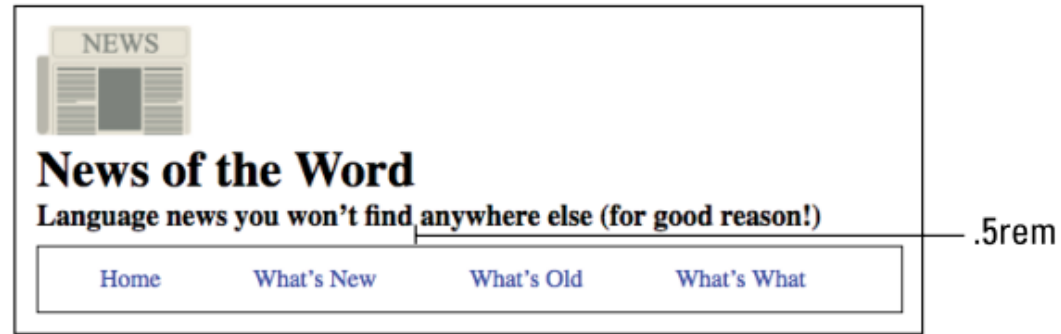 NEWS
News of the Word
Language news you won’t find anywhere else (for good reason!)
.5rem
Home What’s New What’s Old What’s What